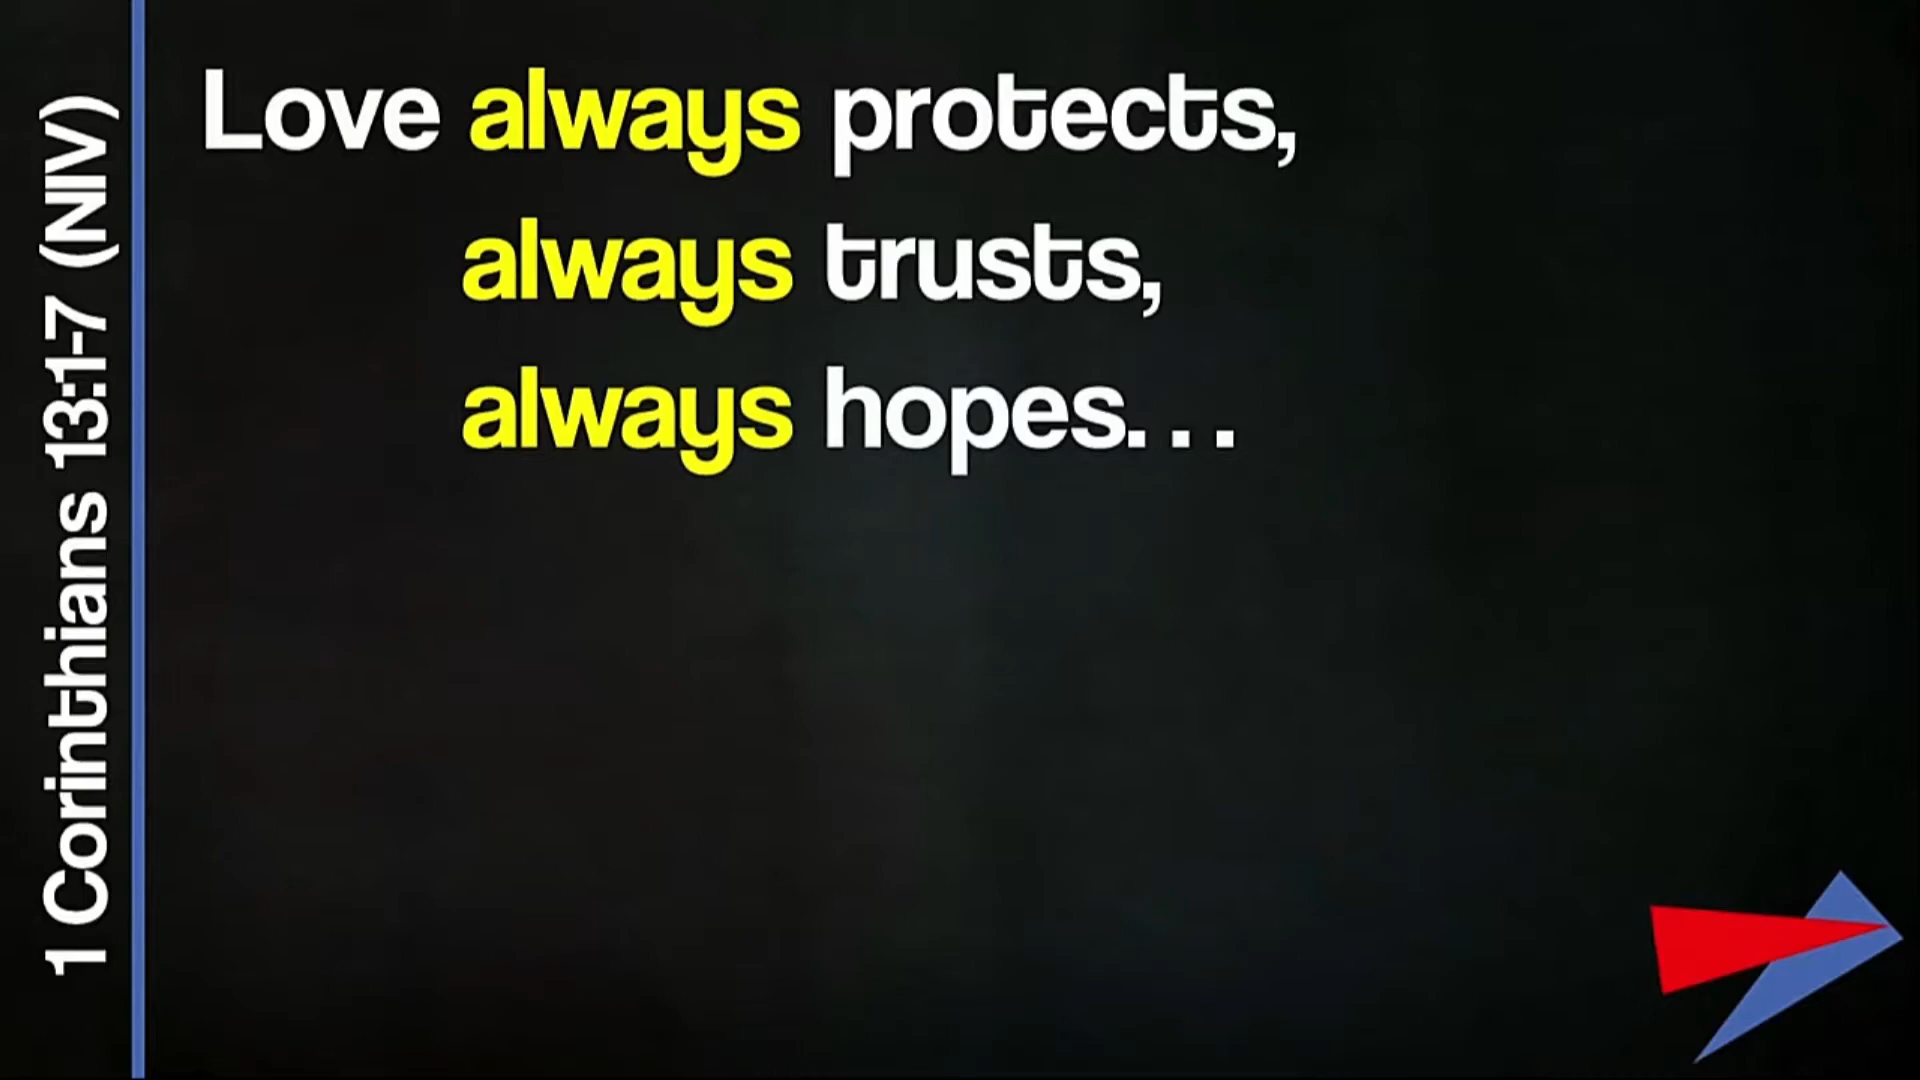 1 Corinthians 13:1-7 (NIV)
Love always protects,
always trusts,
always hopes...